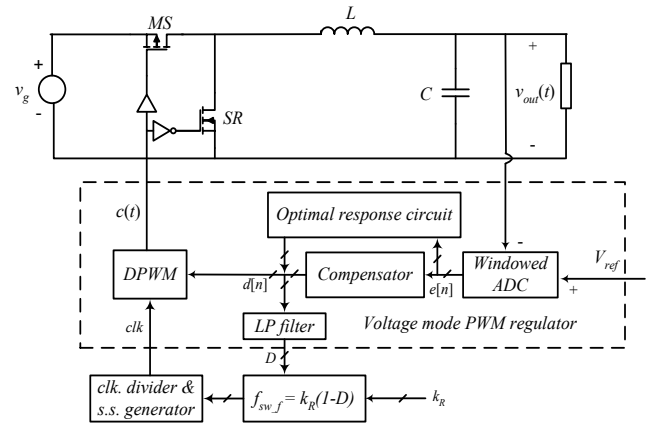 MS
L
+
v_g
-
SR
C
+
v_out(t)
-
c(t)
Optimal response circuit
DPWM
d[n]
Compensator
e[n]
-
Windowed
ADC
+
V_ref
clk
LP filter
Voltage mode PWM regulator
D
clk. divider &
s.s. generator
f_sw_f = k_R(1-D)
k_R